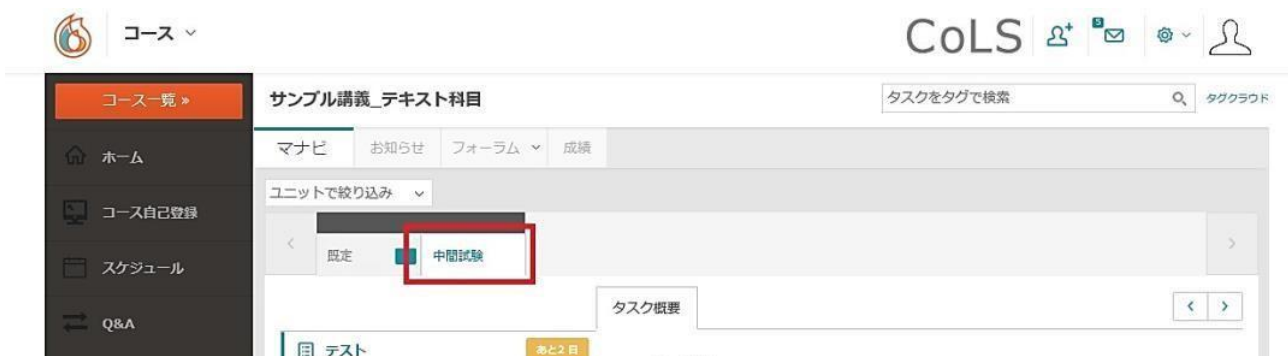 コース
CoLS
5
コース一覧 »
サンプル講義_テキスト科目
タスクをタグで検索
タグクラウド
ホーム
マナビ お知らせ フォーラム 成績
ユニットで絞り込み
コース自己登録
既定 中間試験
スケジュール
タスク概要
Q&A
テスト あと2日